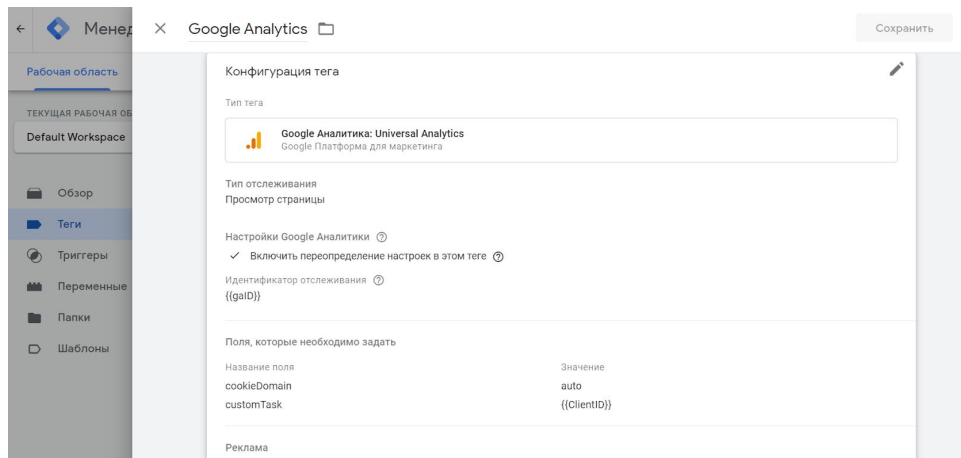 Менед
Google Analytics
Сохранить
Рабочая область
ТЕКУЩАЯ РАБОЧАЯ ОБ
Default Workspace
Обзор
Теги
Триггеры
Переменные
Папки
Шаблоны
Конфигурация тега
Тип тега
Google Аналитика: Universal Analytics
Google Платформа для маркетинга
Тип отслеживания
Просмотр страницы
Настройки Google Аналитики
Включить переопределение настроек в этом теге
Идентификатор отслеживания
{{gaID}}
Поля, которые необходимо задать
Название поля Значение
cookieDomain auto
customTask {{ClientID}}
Реклама